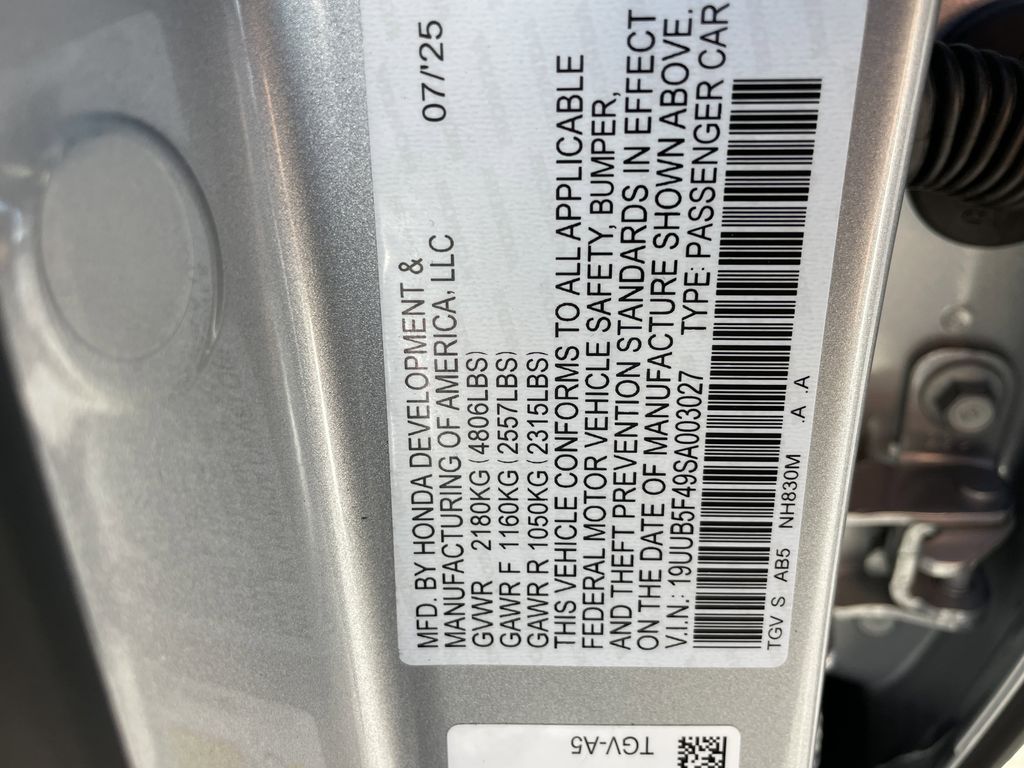 07/'25
MFD. BY HONDA DEVELOPMENT &
MANUFACTURING OF AMERICA, LLC
GVWR 2180KG (4806LBS)
GAWR F 1160KG (2557LBS)
GAWR R 1050KG (2315LBS)
THIS VEHICLE CONFORMS TO ALL APPLICABLE
FEDERAL MOTOR VEHICLE SAFETY, BUMPER,
AND THEFT PREVENTION STANDARDS IN EFFECT
ON THE DATE OF MANUFACTURE SHOWN ABOVE.
V.I.N.: 19UUB5F49SA003027 TYPE: PASSENGER CAR
TGV S AB5 NH830M .A .A
TGV-A5